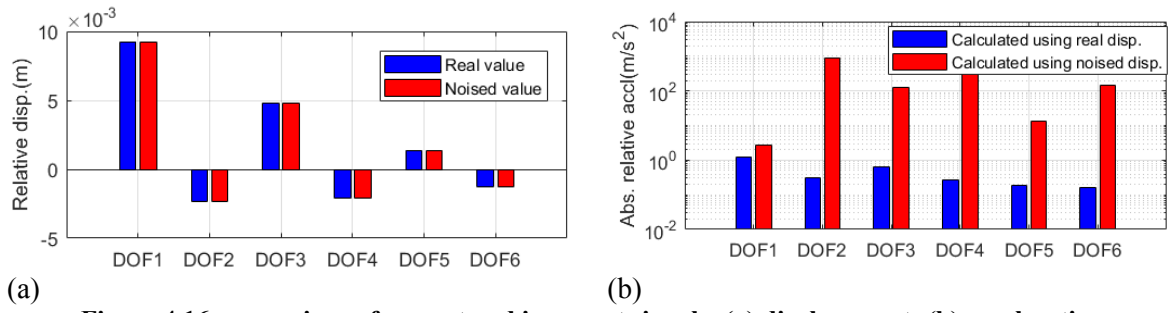 ×10⁻³
10
5
0
-5
Relative disp.(m)
Real value
Noised value
DOF1 DOF2 DOF3 DOF4 DOF5 DOF6
(a)
10⁴
10²
10⁰
10⁻²
Abs. relative accl(m/s²)
Calculated using real disp.
Calculated using noised disp.
DOF1 DOF2 DOF3 DOF4 DOF5 DOF6
(b)